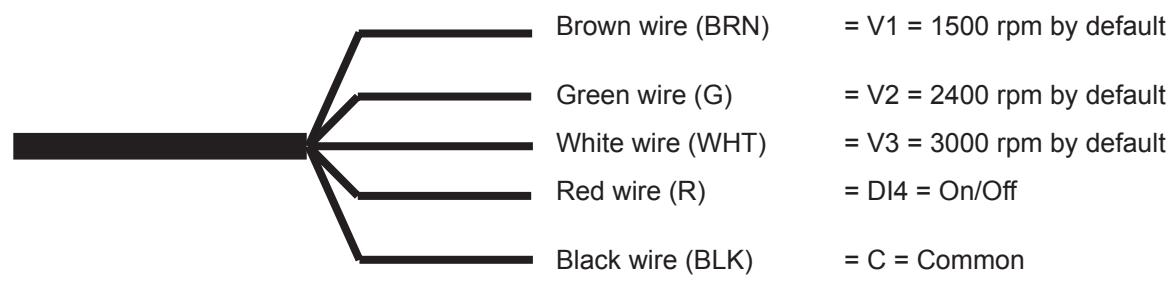 Brown wire (BRN) = V1 = 1500 rpm by default
Green wire (G) = V2 = 2400 rpm by default
White wire (WHT) = V3 = 3000 rpm by default
Red wire (R) = DI4 = On/Off
Black wire (BLK) = C = Common